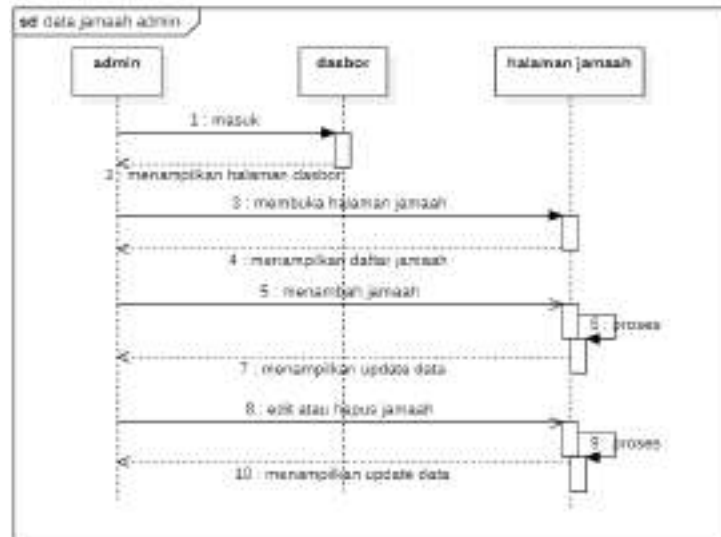 sd data jamaah admin
admin
dasbor
halaman jamaah
1 : masuk
2 : menampilkan halaman dasbor
3 : membuka halaman jamaah
4 : menampilkan daftar jamaah
5 : menambah jamaah
6 : proses
7 : menampilkan update data
8 : edit atau hapus jamaah
9 : proses
10 : menampilkan update data